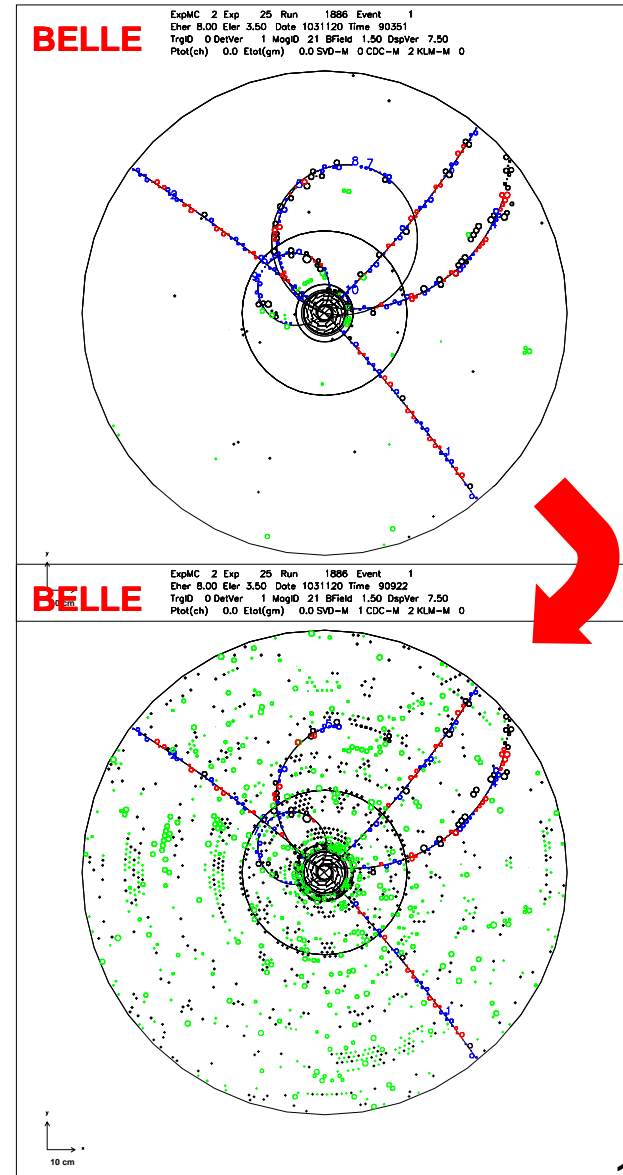 BELLE
ExpMC 2 Exp 25 Run 1886 Event 1
Eher 8.00 Eler 3.50 Date 1031120 Time 90351
TrgID 0 DetVer 1 MagID 21 BField 1.50 DspVer 7.50
Ptot(ch) 0.0 Etot(gm) 0.0 SVD-M 0 CDC-M 2 KLM-M 0
8 7
1
y
BELLE
ExpMC 2 Exp 25 Run 1886 Event 1
Eher 8.00 Eler 3.50 Date 1031120 Time 90922
TrgID 0 DetVer 1 MagID 21 BField 1.50 DspVer 7.50
Ptot(ch) 0.0 Etot(gm) 0.0 SVD-M 1 CDC-M 2 KLM-M 0
1
y
x
10 cm